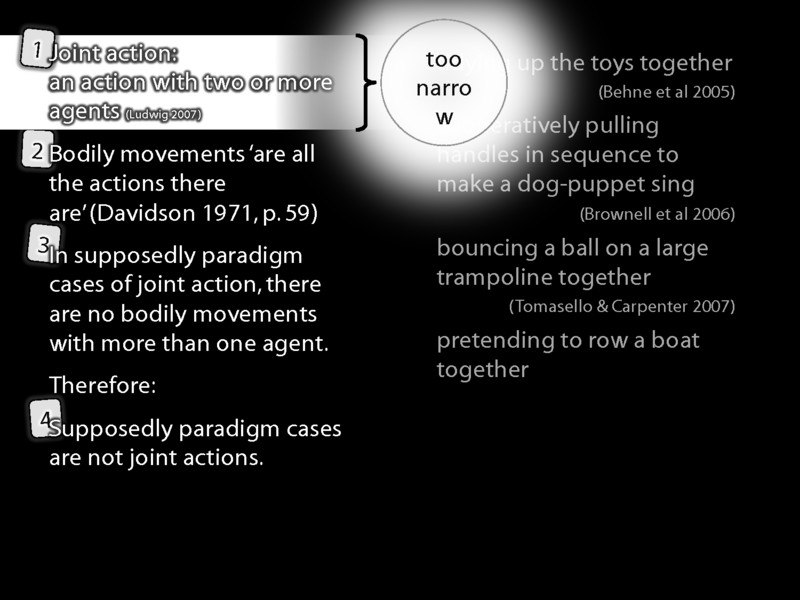 1
Joint action:
an action with two or more
agents (Ludwig 2007)
2
Bodily movements ‘are all
the actions there
are’ (Davidson 1971, p. 59)
3
In supposedly paradigm
cases of joint action, there
are no bodily movements
with more than one agent.
Therefore:
4
Supposedly paradigm cases
are not joint actions.
too
narro
w
up the toys together
(Behne et al 2005)
pulling
handles in sequence to
make a dog-puppet sing
(Brownell et al 2006)
bouncing a ball on a large
trampoline together
(Tomasello & Carpenter 2007)
pretending to row a boat
together